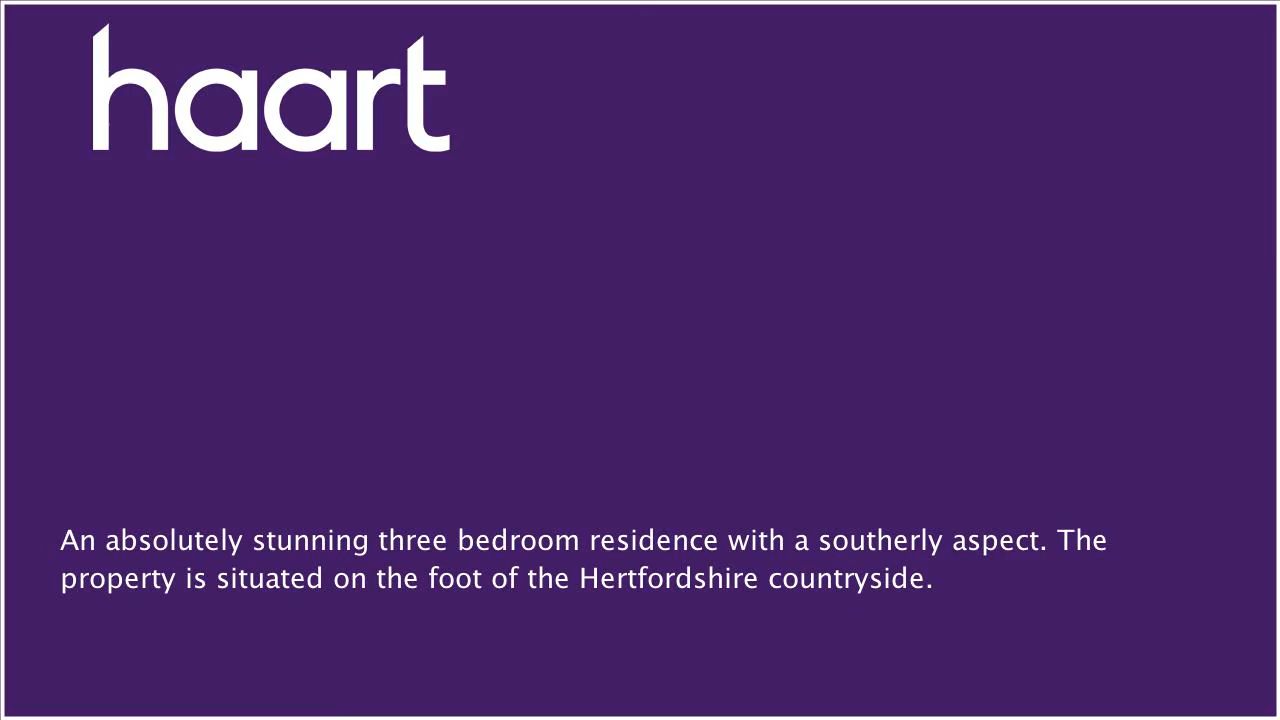 haart
An absolutely stunning three bedroom residence with a southerly aspect. The
property is situated on the foot of the Hertfordshire countryside.